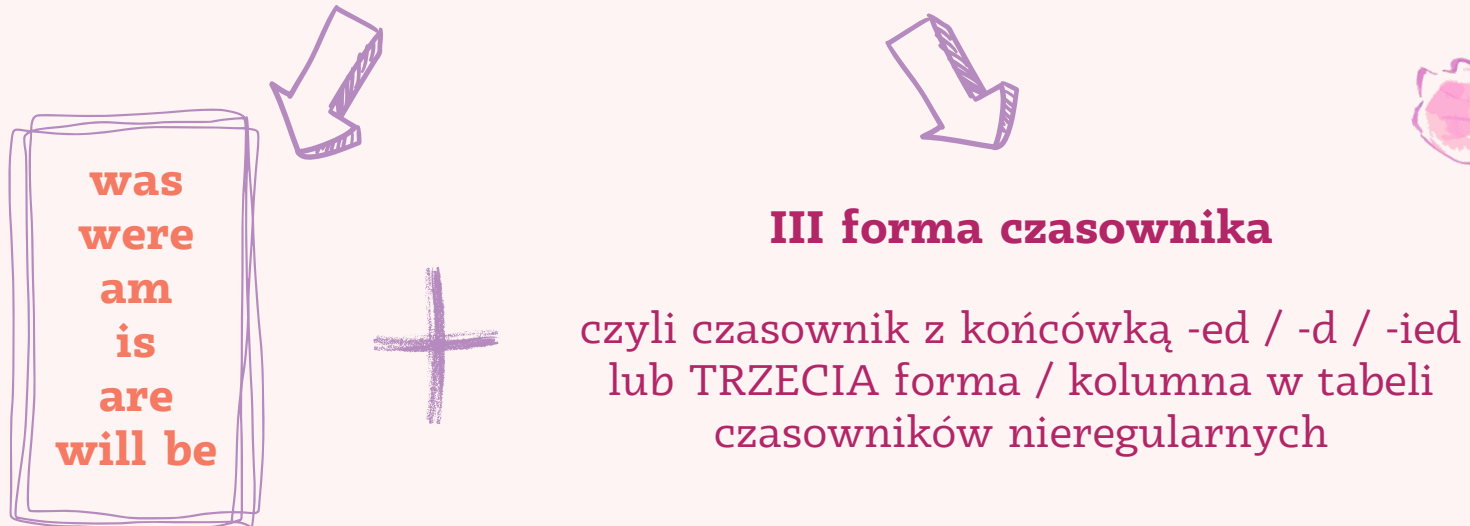 was
were
am
is
are
will be
III forma czasownika
czyli czasownik z końcówką -ed / -d / -ied
lub TRZECIA forma / kolumna w tabeli
czasowników nieregularnych